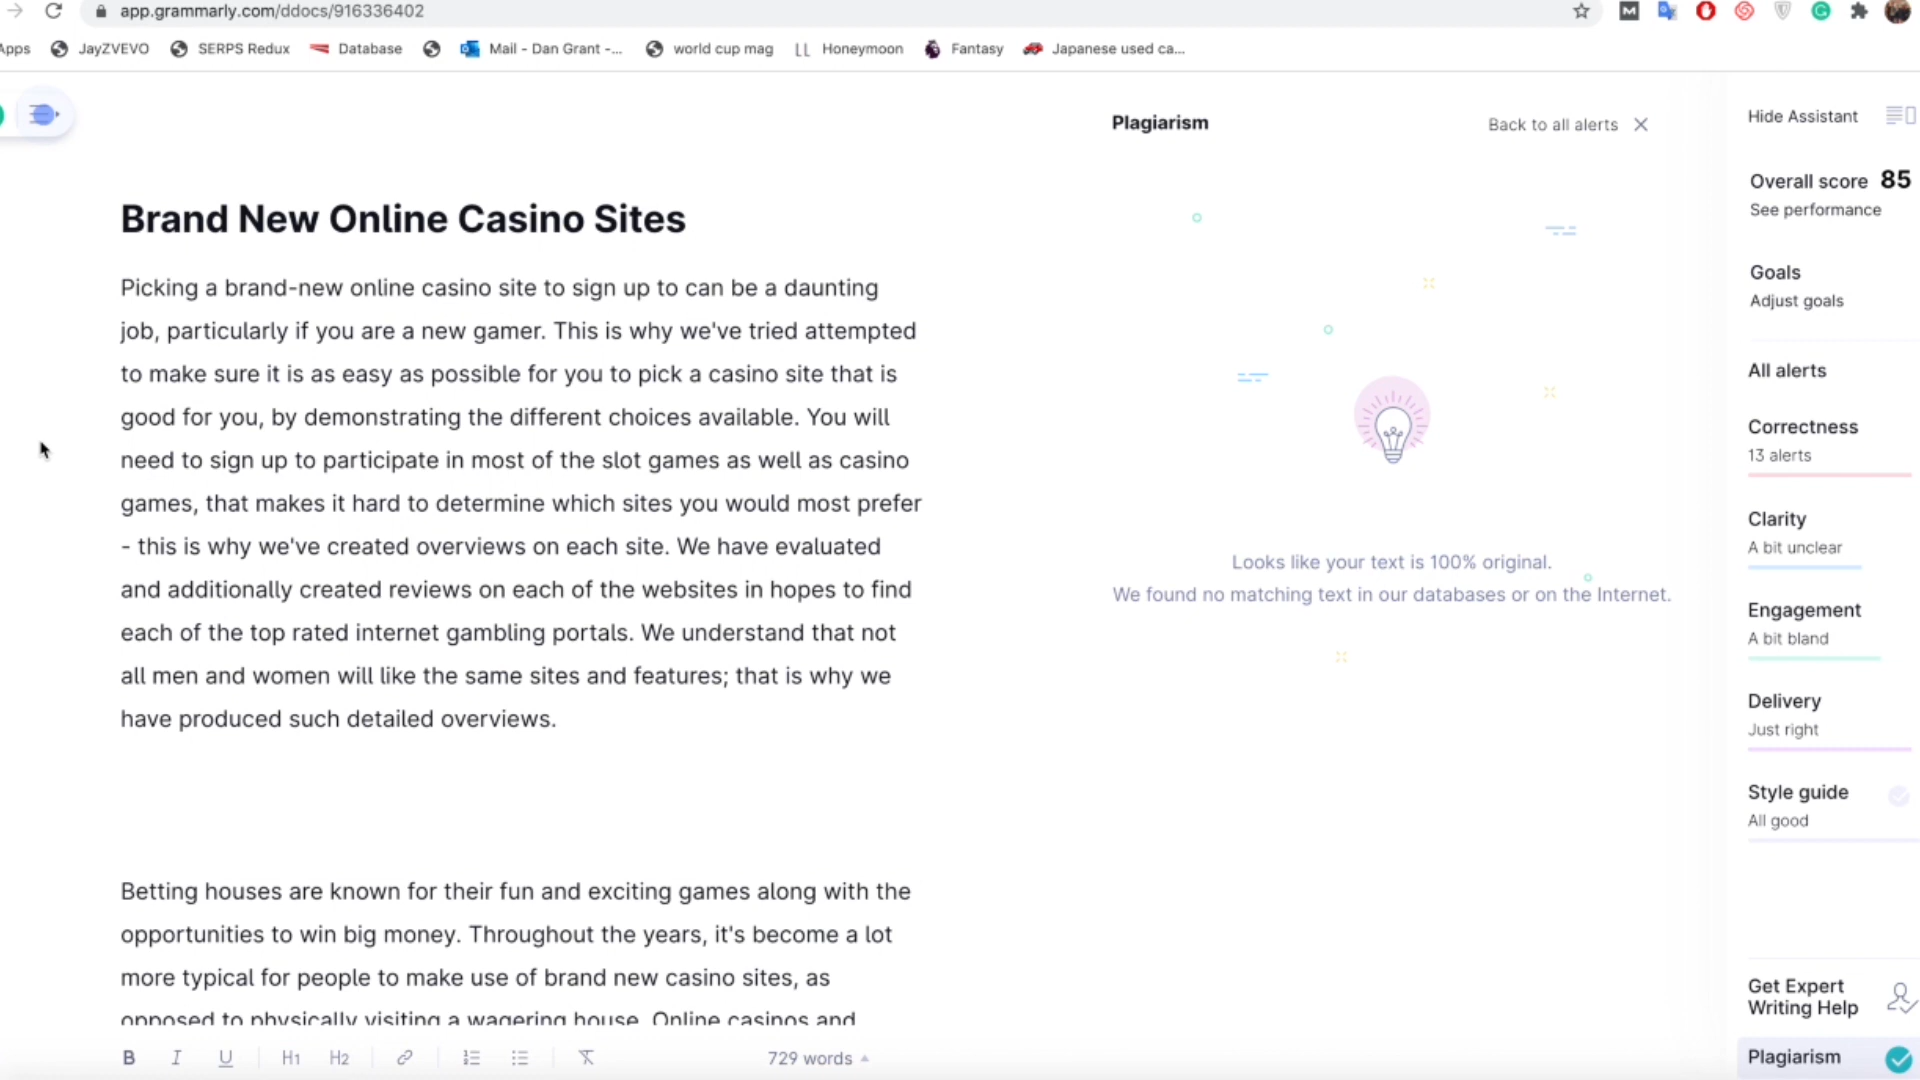 app.grammarly.com/ddocs/916336402
Apps JayZVEVO SERPS Redux Database Mail - Dan Grant -... world cup mag Honeymoon Fantasy Japanese used ca...
Plagiarism
Back to all alerts
Hide Assistant
Overall score 85
See performance
Goals
Adjust goals
All alerts
Correctness
13 alerts
Clarity
A bit unclear
Engagement
A bit bland
Delivery
Just right
Style guide
All good
Get Expert
Writing Help
Plagiarism
Brand New Online Casino Sites
Picking a brand-new online casino site to sign up to can be a daunting
job, particularly if you are a new gamer. This is why we've tried attempted
to make sure it is as easy as possible for you to pick a casino site that is
good for you, by demonstrating the different choices available. You will
need to sign up to participate in most of the slot games as well as casino
games, that makes it hard to determine which sites you would most prefer
- this is why we've created overviews on each site. We have evaluated
and additionally created reviews on each of the websites in hopes to find
each of the top rated internet gambling portals. We understand that not
all men and women will like the same sites and features; that is why we
have produced such detailed overviews.
Betting houses are known for their fun and exciting games along with the
opportunities to win big money. Throughout the years, it's become a lot
more typical for people to make use of brand new casino sites, as
opposed to physically visiting a wagering house. Online casinos and
Looks like your text is 100% original.
We found no matching text in our databases or on the Internet.
B I U H1 H2 729 words